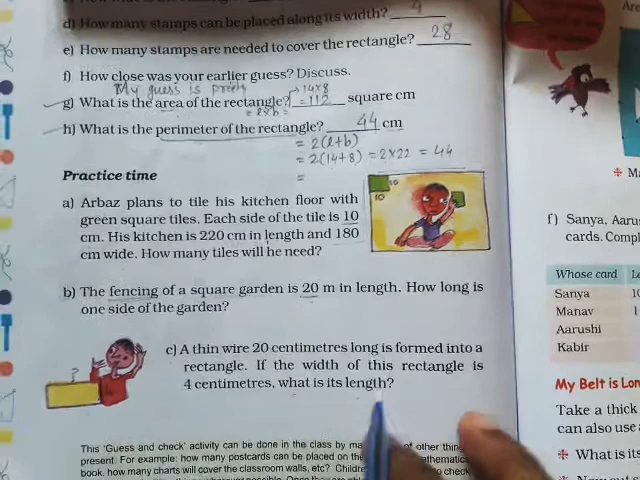 d) How many stamps can be placed along its width? 4
e) How many stamps are needed to cover the rectangle? 28
f) How close was your earlier guess? Discuss.
My guess is
14x8
g) What is the area of the rectangle? =112 square cm
= l x b =
h) What is the perimeter of the rectangle? 44 cm
= 2(l+b)
= 2(14+8) = 2x22 = 44
=
Practice time
a) Arbaz plans to tile his kitchen floor with
green square tiles. Each side of the tile is 10
cm. His kitchen is 220 cm in length and 180
cm wide. How many tiles will he need?
10
10
b) The fencing of a square garden is 20 m in length. How long is
one side of the garden?
c) A thin wire 20 centimetres long is formed into a
rectangle. If the width of this rectangle is
4 centimetres, what is its length?
?
This 'Guess and check' activity can be done in the class by
of other
present. For example: how many postcards can be placed on the
book, how many charts will cover the classroom walls, etc?
to check
Are
f) Sanya,
cards.
Whose card
Sanya
Manav
Aarushi
Kabir
My Belt is
Take a thick
can also use
What is